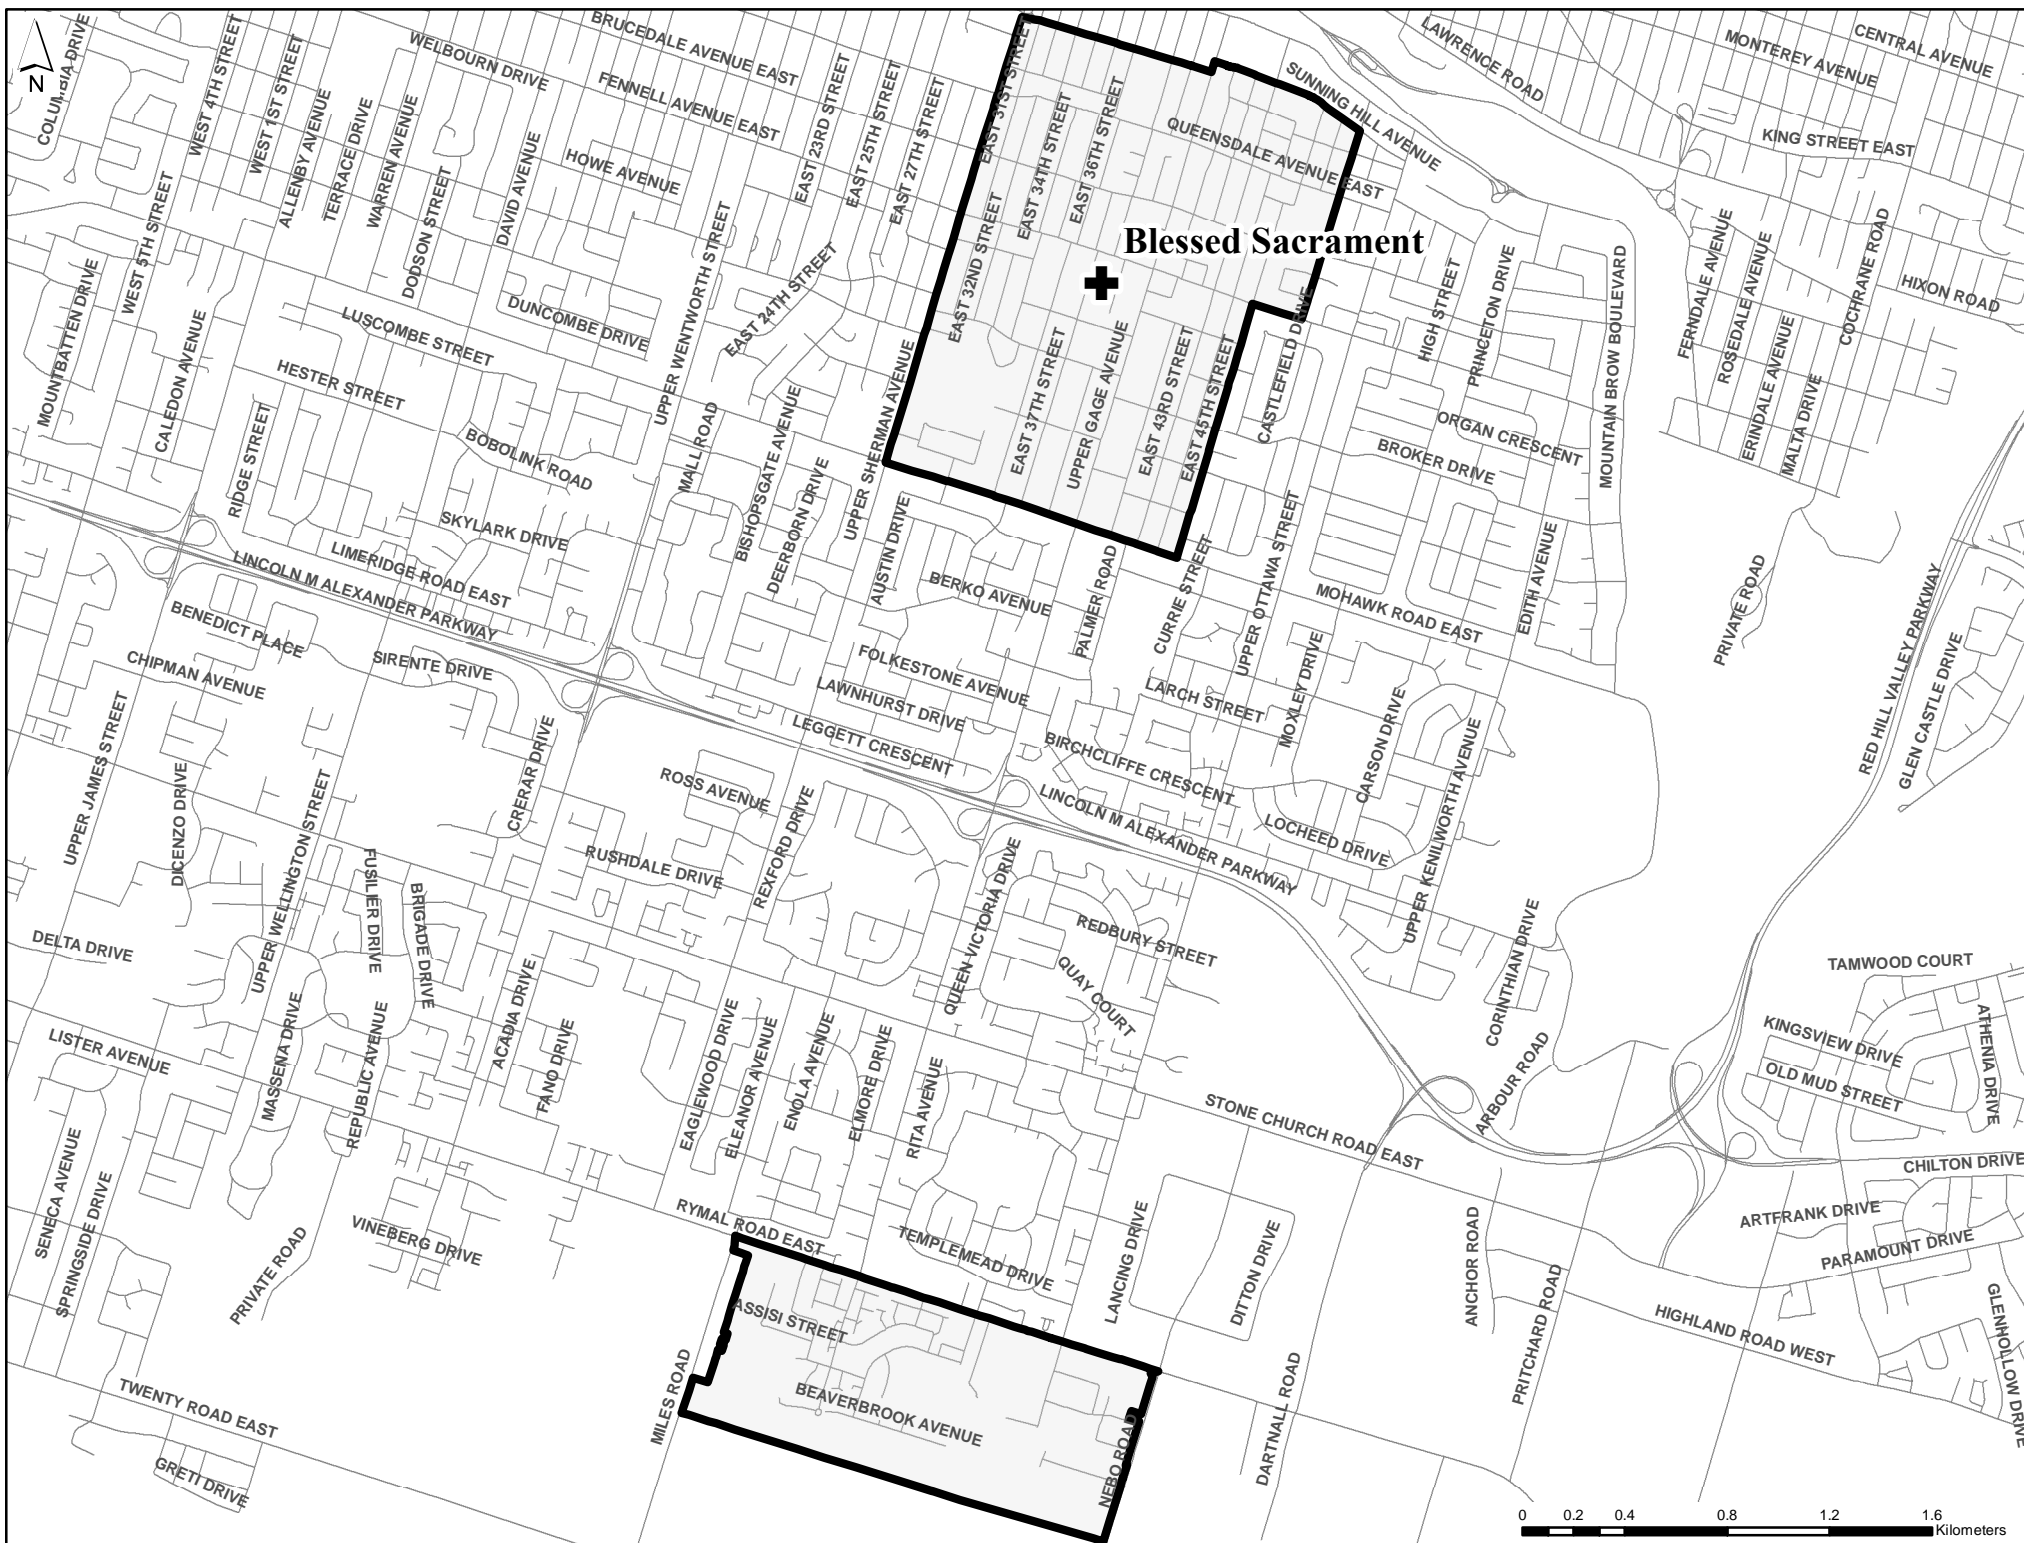 BRUCEDALE AVENUE EAST
LAWRENCE ROAD
MONTEREY AVENUE
CENTRAL AVENUE
N
COLUMBIA DRIVE
WEST 4TH STREET
WEST 1ST STREET
WELBOURN DRIVE
FENNELL AVENUE EAST
EAST 23RD STREET
EAST 25TH STREET
EAST 27TH STREET
EAST 31ST STREET
EAST 34TH STREET
EAST 36TH STREET
SUNNING HILL AVENUE
QUEENSDALE AVENUE EAST
KING STREET EAST
ALLENBY AVENUE
TERRACE DRIVE
WARREN AVENUE
DODSON STREET
DAVID AVENUE
HOWE AVENUE
WEST 5TH STREET
MOUNTBATTEN DRIVE
UPPER WENTWORTH STREET
EAST 24TH STREET
EAST 32ND STREET
Blessed Sacrament
HIGH STREET
PRINCETON DRIVE
MOUNTAIN BROW BOULEVARD
FERNDALE AVENUE
ROSEDALE AVENUE
COCHRANE ROAD
HIXON ROAD
CALEDON AVENUE
LUSCOMBE STREET
DUNCOMBE DRIVE
HESTER STREET
UPPER SHERMAN AVENUE
EAST 37TH STREET
UPPER GAGE AVENUE
EAST 43RD STREET
EAST 45TH STREET
CASTLEFIELD DRIVE
ERINDALE AVENUE
MALTA DRIVE
RIDGE STREET
BOBOLINK ROAD
MALL ROAD
BISHOPSGATE AVENUE
DEERBORN DRIVE
ORGAN CRESCENT
BROKER DRIVE
SKYLARK DRIVE
LIMERIDGE ROAD EAST
LINCOLN M ALEXANDER PARKWAY
AUSTIN DRIVE
BERKO AVENUE
PALMER ROAD
CURRIE STREET
UPPER OTTAWA STREET
MOHAWK ROAD EAST
EDITH AVENUE
PRIVATE ROAD
RED HILL VALLEY PARKWAY
GLEN CASTLE DRIVE
BENEDICT PLACE
CHIPMAN AVENUE
SIRENTE DRIVE
FOLKESTONE AVENUE
LAWNHURST DRIVE
LEGGETT CRESCENT
LARCH STREET
MOXLEY DRIVE
CARSON DRIVE
BIRCHCLIFFE CRESCENT
UPPER JAMES STREET
DICENZO DRIVE
UPPER WELLINGTON STREET
CRERAR DRIVE
ROSS AVENUE
REXFORD DRIVE
RUSHDALE DRIVE
LINCOLN M ALEXANDER PARKWAY
LOCHEED DRIVE
UPPER KENILWORTH AVENUE
FUSILIER DRIVE
BRIGADE DRIVE
QUEEN VICTORIA DRIVE
REDBURY STREET
QUAY COURT
CORINTHIAN DRIVE
DELTA DRIVE
TAMWOOD COURT
LISTER AVENUE
MASSENA DRIVE
REPUBLIC AVENUE
ACADIA DRIVE
FANO DRIVE
EAGLEWOOD DRIVE
ELEANOR AVENUE
ENOLA AVENUE
ELMORE DRIVE
RITA AVENUE
STONE CHURCH ROAD EAST
ARBOUR ROAD
KINGSVIEW DRIVE
OLD MUD STREET
ATHENIA DRIVE
CHILTON DRIVE
SENECA AVENUE
SPRINGSIDE DRIVE
PRIVATE ROAD
VINEBERG DRIVE
RYMAL ROAD EAST
TEMPLEMEAD DRIVE
LANCING DRIVE
DITTON DRIVE
ANCHOR ROAD
PRITCHARD ROAD
ARTFRANK DRIVE
PARAMOUNT DRIVE
GLENHOLLOW DRIVE
HIGHLAND ROAD WEST
ASSISI STREET
MILES ROAD
BEAVERBROOK AVENUE
NEBO ROAD
DARTNALL ROAD
TWENTY ROAD EAST
GRETI DRIVE
0 0.2 0.4 0.8 1.2 1.6
Kilometers